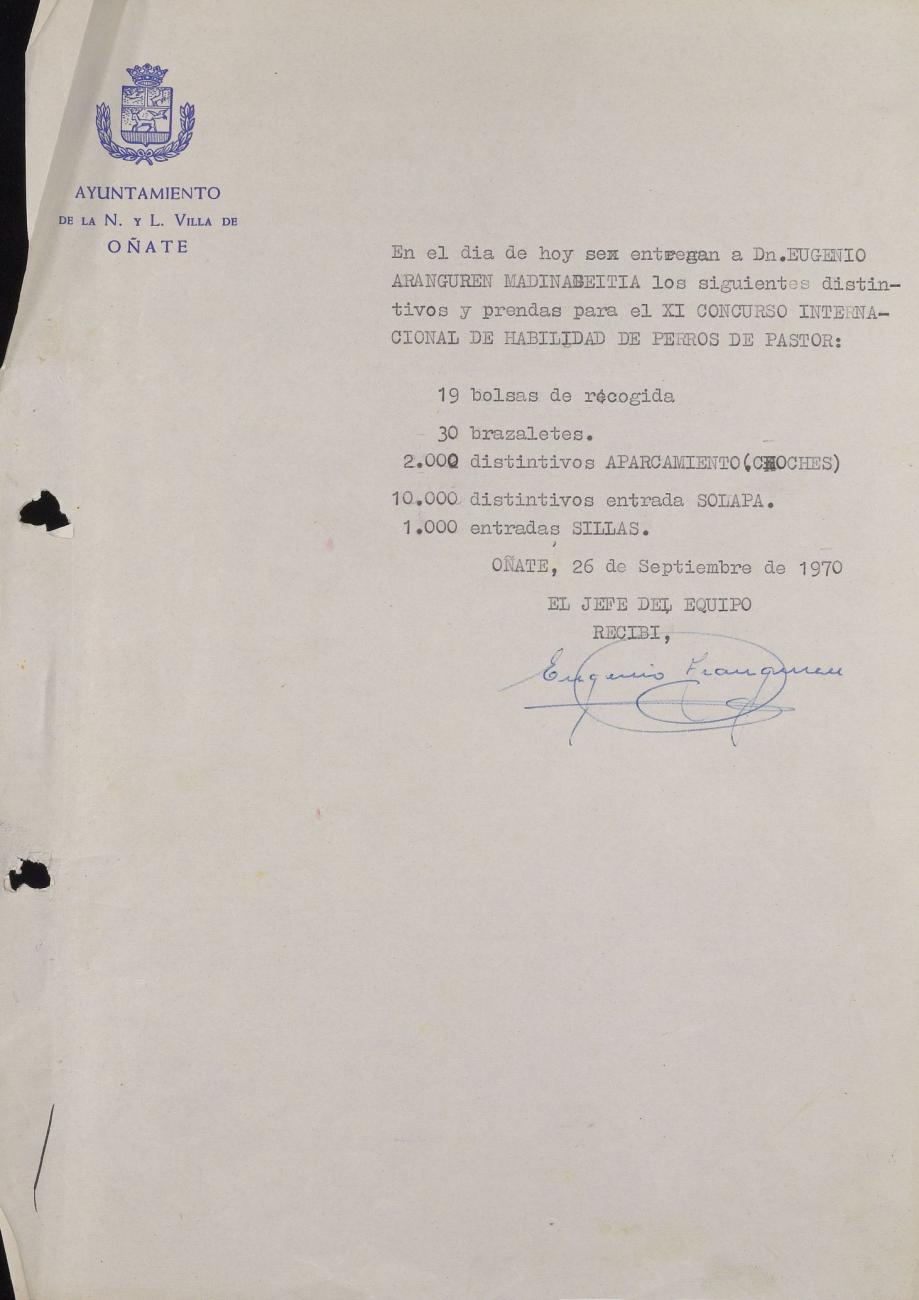 AYUNTAMIENTO
DE LA N. Y L. VILLA DE
OÑATE
En el dia de hoy sex entregan a Dn.EUGENIO
ARANGUREN MADINABEITIA los siguientes distin-
tivos y prendas para el XI CONCURSO INTERNA-
CIONAL DE HABILIDAD DE PERROS DE PASTOR:
19 bolsas de recogida
30 brazaletes.
2.000 distintivos APARCAMIENTO(CHOCHES)
10.000 distintivos entrada SOLAPA.
1.000 entradas SILLAS.
OÑATE, 26 de Septiembre de 1970
EL JEFE DEL EQUIPO
RECIBI,
Eugenio Aranguren